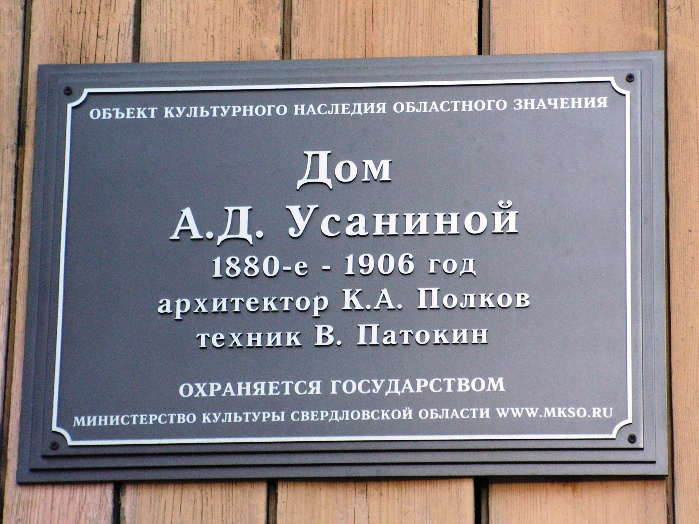 ОБЪЕКТ КУЛЬТУРНОГО НАСЛЕДИЯ ОБЛАСТНОГО ЗНАЧЕНИЯ
Дом
А.Д. Усаниной
1880-е - 1906 год
архитектор К.А. Полков
техник В. Патокин
ОХРАНЯЕТСЯ ГОСУДАРСТВОМ
МИНИСТЕРСТВО КУЛЬТУРЫ СВЕРДЛОВСКОЙ ОБЛАСТИ WWW.MKSO.RU